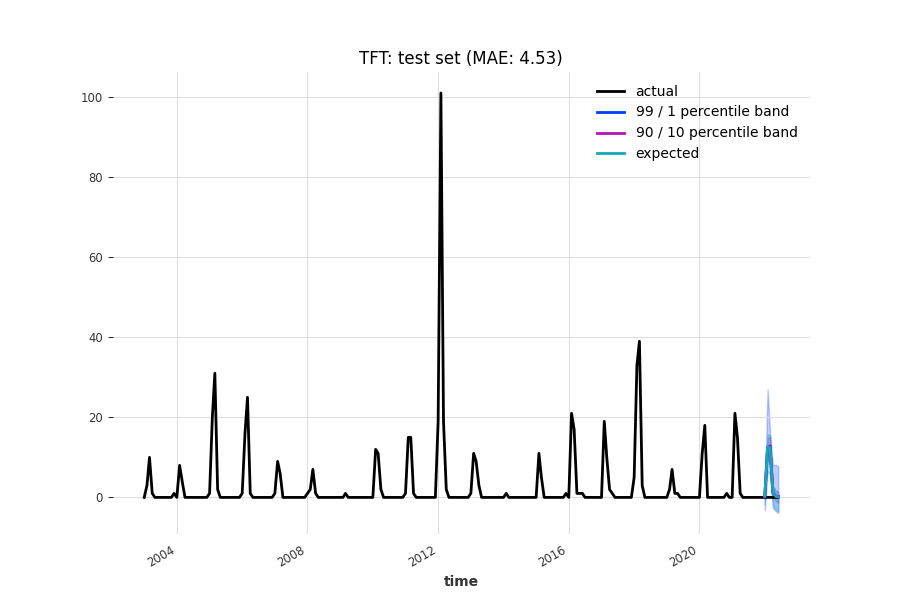 TFT: test set (MAE: 4.53)
actual
99 / 1 percentile band
90 / 10 percentile band
expected
100
80
60
40
20
0
2004
2008
2012
2016
2020
time